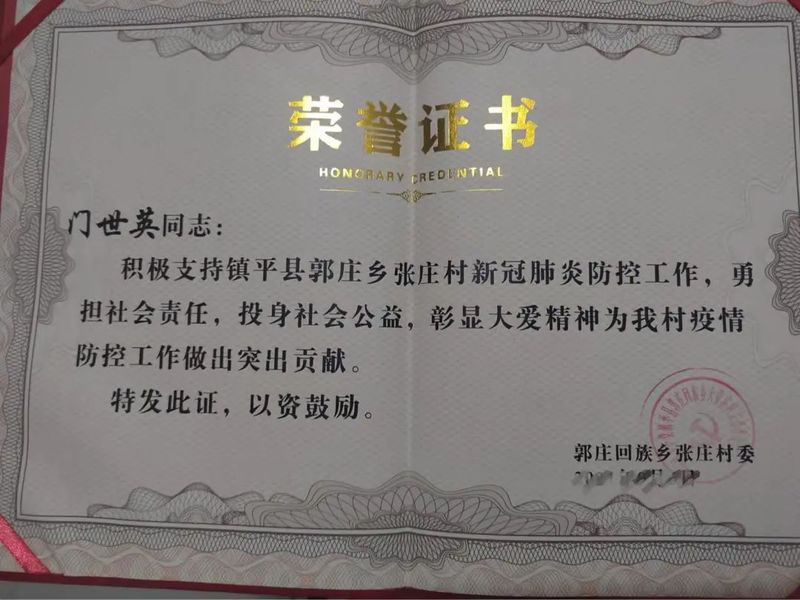 荣誉证书
HONORARY CREDENTIAL
门世英同志：
积极支持镇平县郭庄乡张庄村新冠肺炎防控工作，勇
担社会责任，投身社会公益，彰显大爱精神为我村疫情
防控工作做出突出贡献。
特发此证，以资鼓励。
郭庄回族乡张庄村委